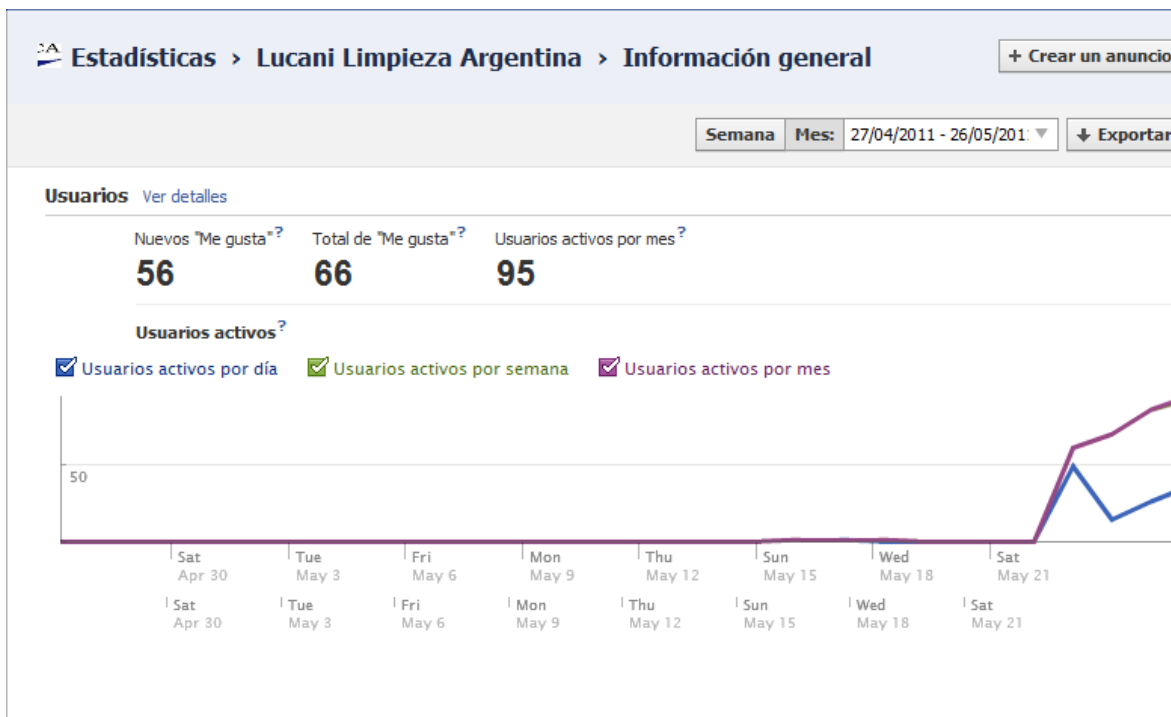 Estadísticas › Lucani Limpieza Argentina › Información general
+ Crear un anuncio
Semana Mes: 27/04/2011 - 26/05/201
Exportar
Usuarios Ver detalles
Nuevos "Me gusta"? Total de "Me gusta"? Usuarios activos por mes?
56 66 95
Usuarios activos?
Usuarios activos por día Usuarios activos por semana Usuarios activos por mes
50
Sat Tue Fri Mon Thu Sun Wed Sat
Apr 30 May 3 May 6 May 9 May 12 May 15 May 18 May 21
Sat Tue Fri Mon Thu Sun Wed Sat
Apr 30 May 3 May 6 May 9 May 12 May 15 May 18 May 21